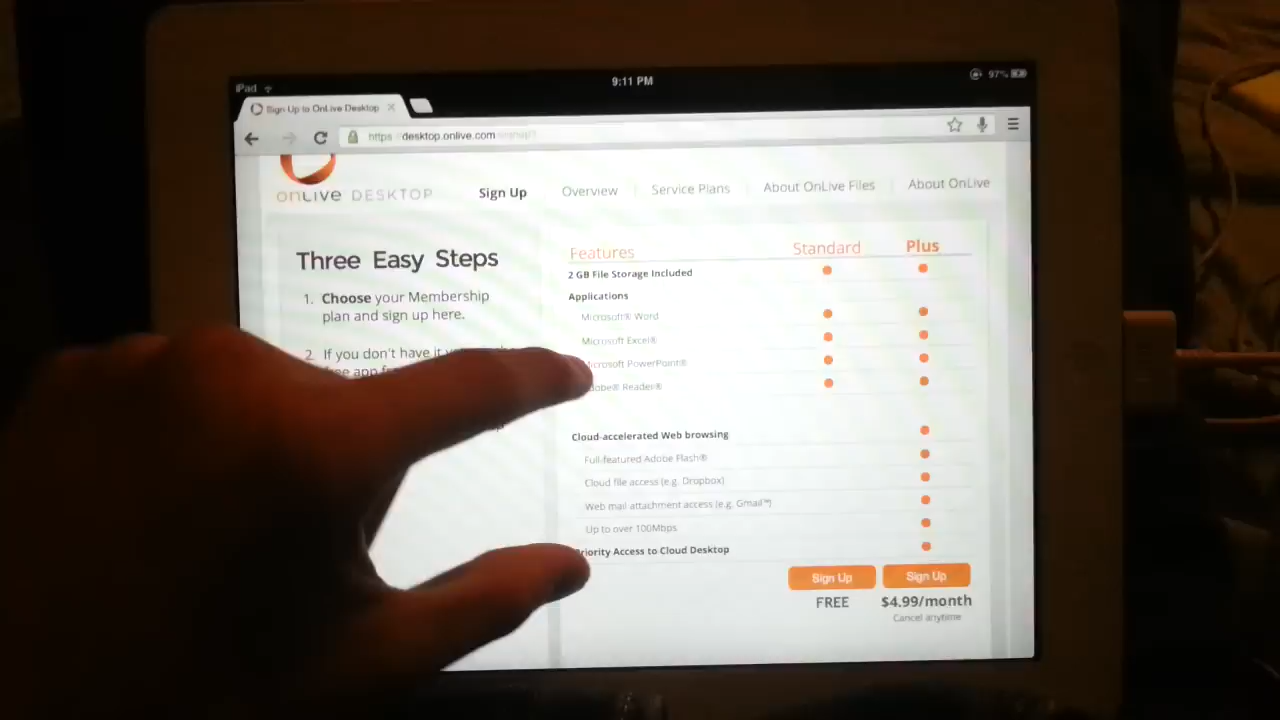 iPad
9:11 PM
97%
Sign Up to OnLive Desktop
https://desktop.onlive.com
onLIVE DESKTOP
Sign Up
Overview
Service Plans
About OnLive Files
About OnLive
Three Easy Steps
1. Choose your Membership
plan and sign up here.
2. If you don't have it
free app
Features
Standard
Plus
2 GB File Storage Included
Applications
Microsoft® Word
Microsoft Excel®
Microsoft PowerPoint®
Adobe® Reader®
Cloud-accelerated Web browsing
Full-featured Adobe Flash®
Cloud file access (e.g. Dropbox)
Web mail attachment access (e.g. Gmail™)
Up to over 100Mbps
Priority Access to Cloud Desktop
Sign Up
Sign Up
FREE
$4.99/month
Cancel anytime